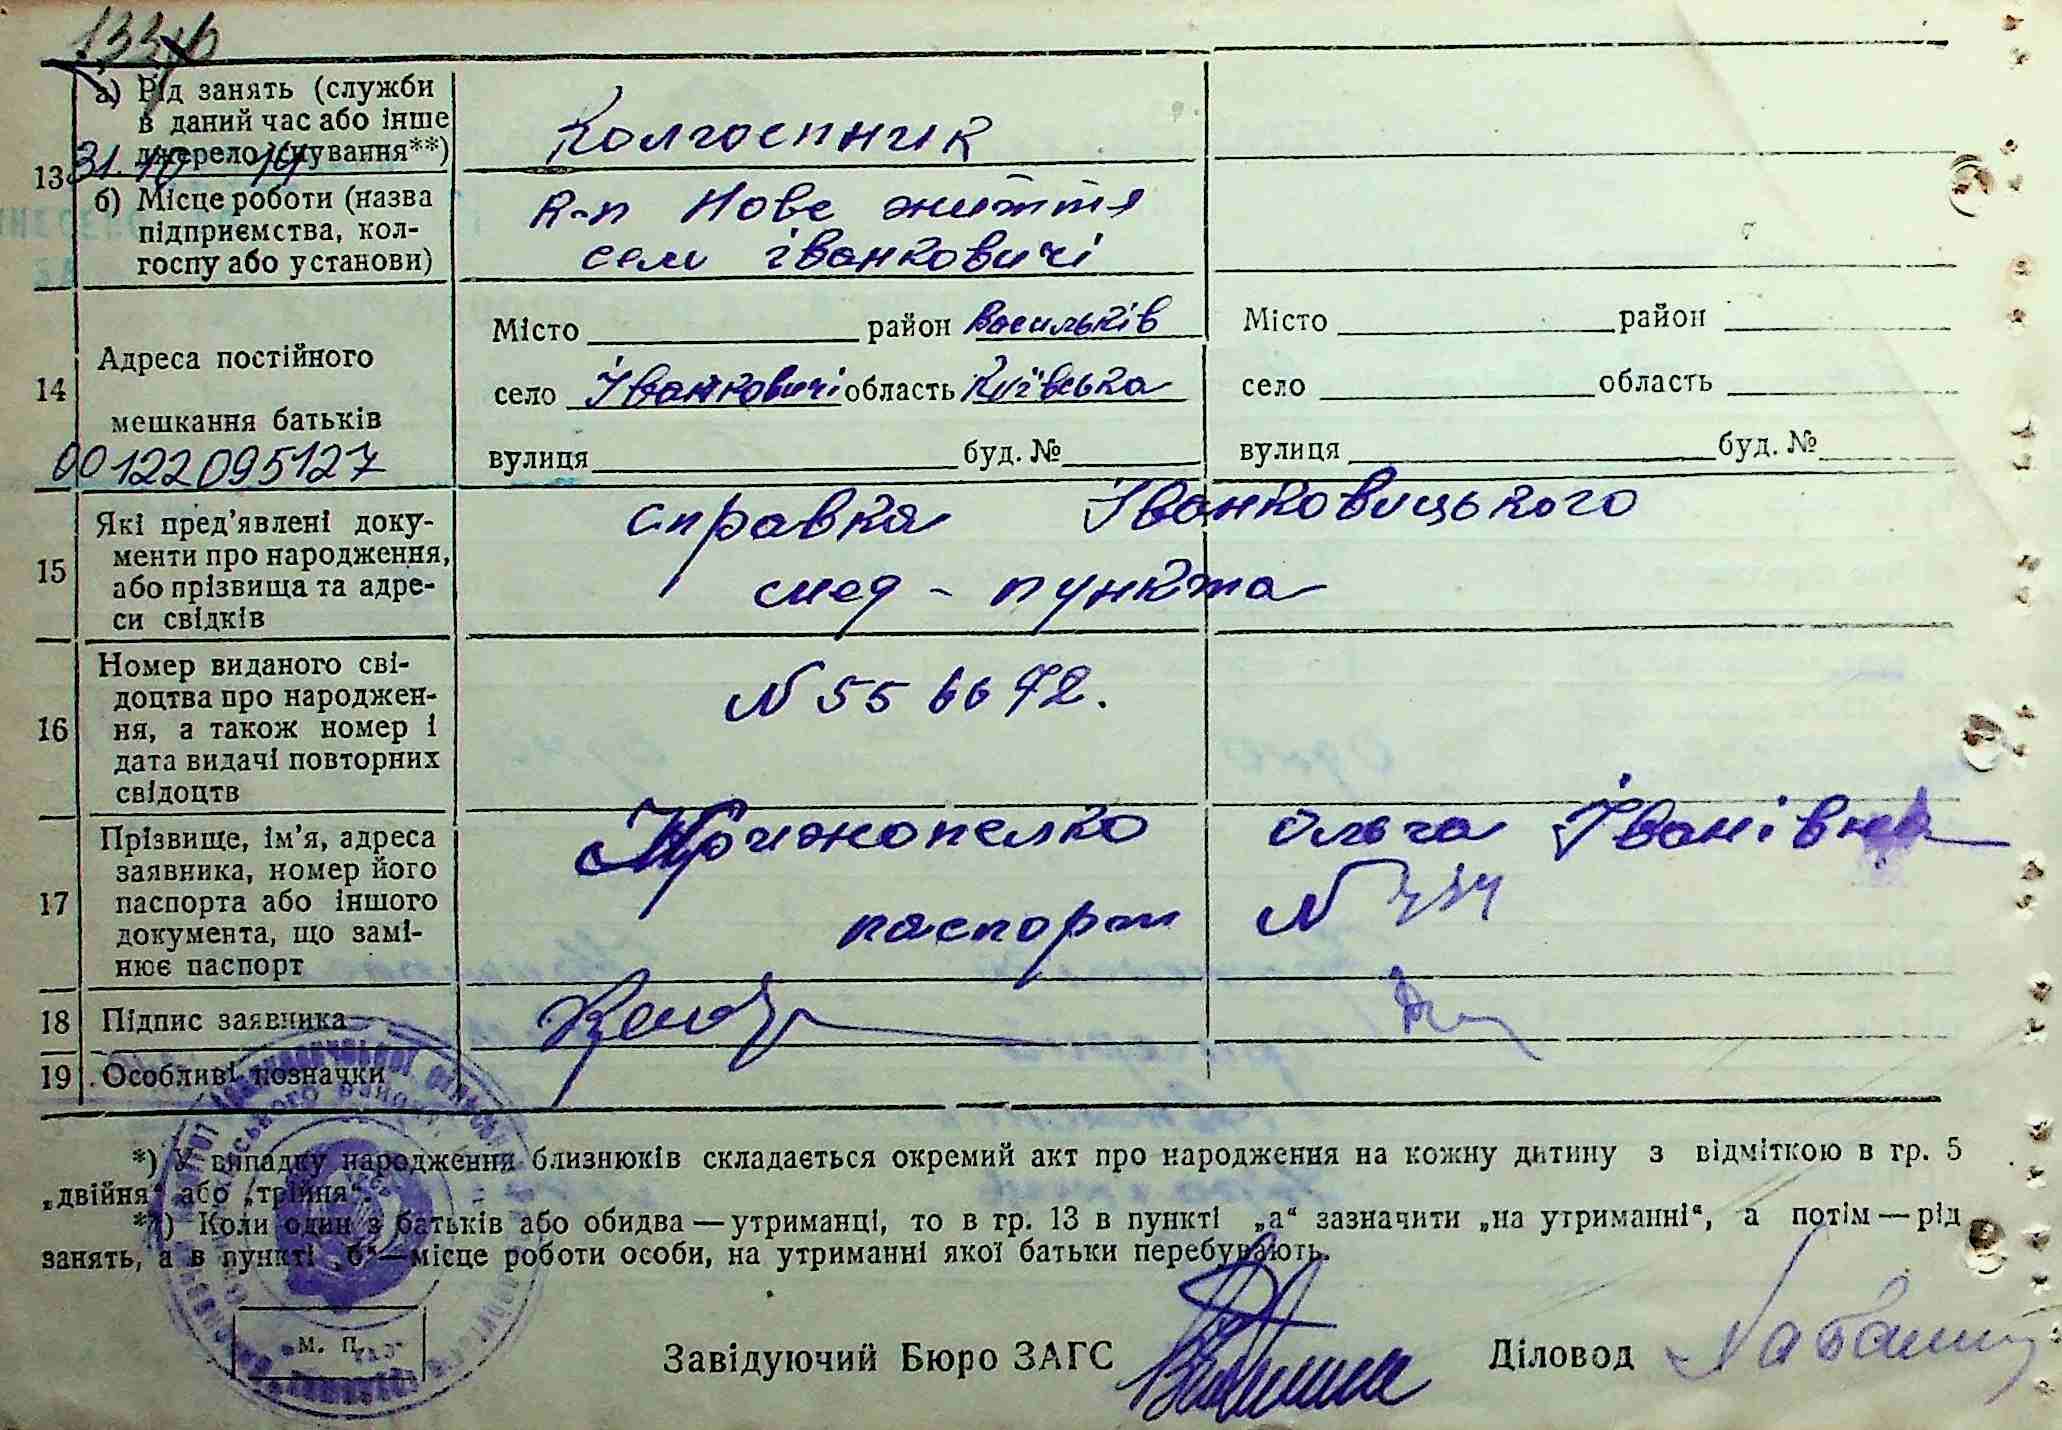 а) Рід занять (служби
в даний час або інше
джерело існування**)
Колгоспник
13
31.10 14
б) Місце роботи (назва
підприємства, кол-
госпу або установи)
к-п Нове життя
село іванковичі
14
Адреса постійного
мешкання батьків
00122095127
Місто район Васильків
село Іванковичі область Київська
вулиця буд. №
Місто район
село область
вулиця буд. №
15
Які пред'явлені доку-
менти про народження,
або прізвища та адре-
си свідків
справка Іванковицького
мед - пункта
16
Номер виданого сві-
доцтва про народжен-
ня, а також номер і
дата видачі повторних
свідоцтв
N 556672.
17
Прізвище, ім'я, адреса
заявника, номер його
паспорта або іншого
документа, що замі-
нює паспорт
Крижопелко Ольга Іванівна
паспорт N
18 Підпис заявника
19 Особливі позначки
*) У випадку народження близнюків складається окремий акт про народження на кожну дитину з відміткою в гр. 5
„двійня" або „трійня".
**) Коли один з батьків або обидва — утриманці, то в гр. 13 в пункті „а" зазначити „на утриманні", а потім — рід
занять, а в пункті „б" — місце роботи особи, на утриманні якої батьки перебувають.
М. П.
Завідуючий Бюро ЗАГС Діловод